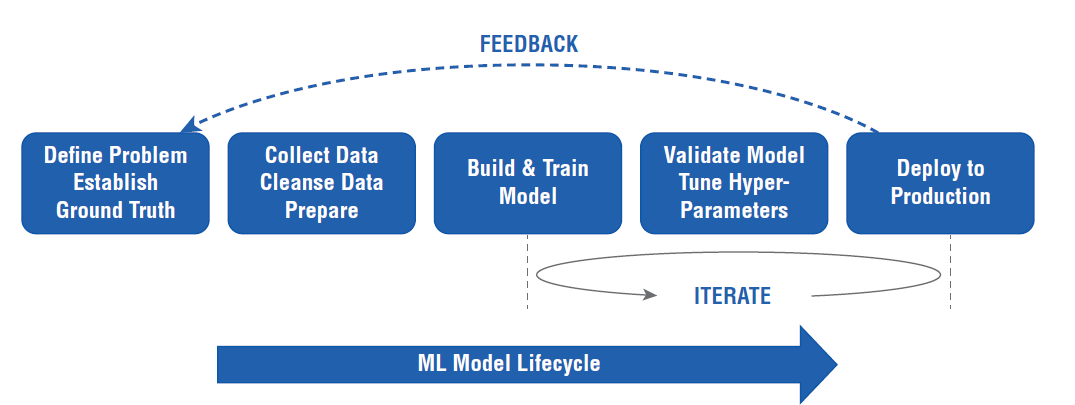 FEEDBACK
Define Problem
Establish
Ground Truth
Collect Data
Cleanse Data
Prepare
Build & Train
Model
Validate Model
Tune Hyper-
Parameters
Deploy to
Production
ITERATE
ML Model Lifecycle